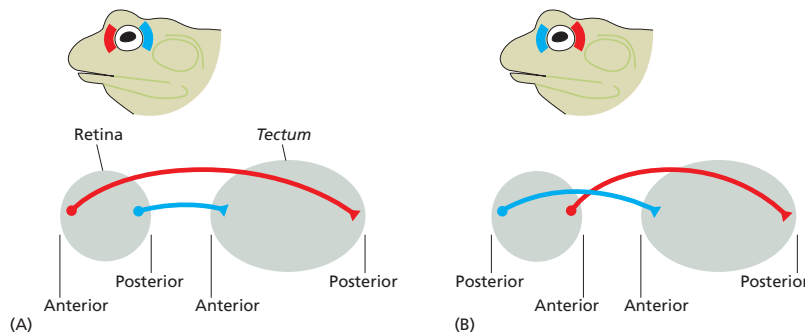 Retina
Tectum
Posterior
Posterior
Anterior
Anterior
(A)
Posterior
Posterior
Anterior
Anterior
(B)